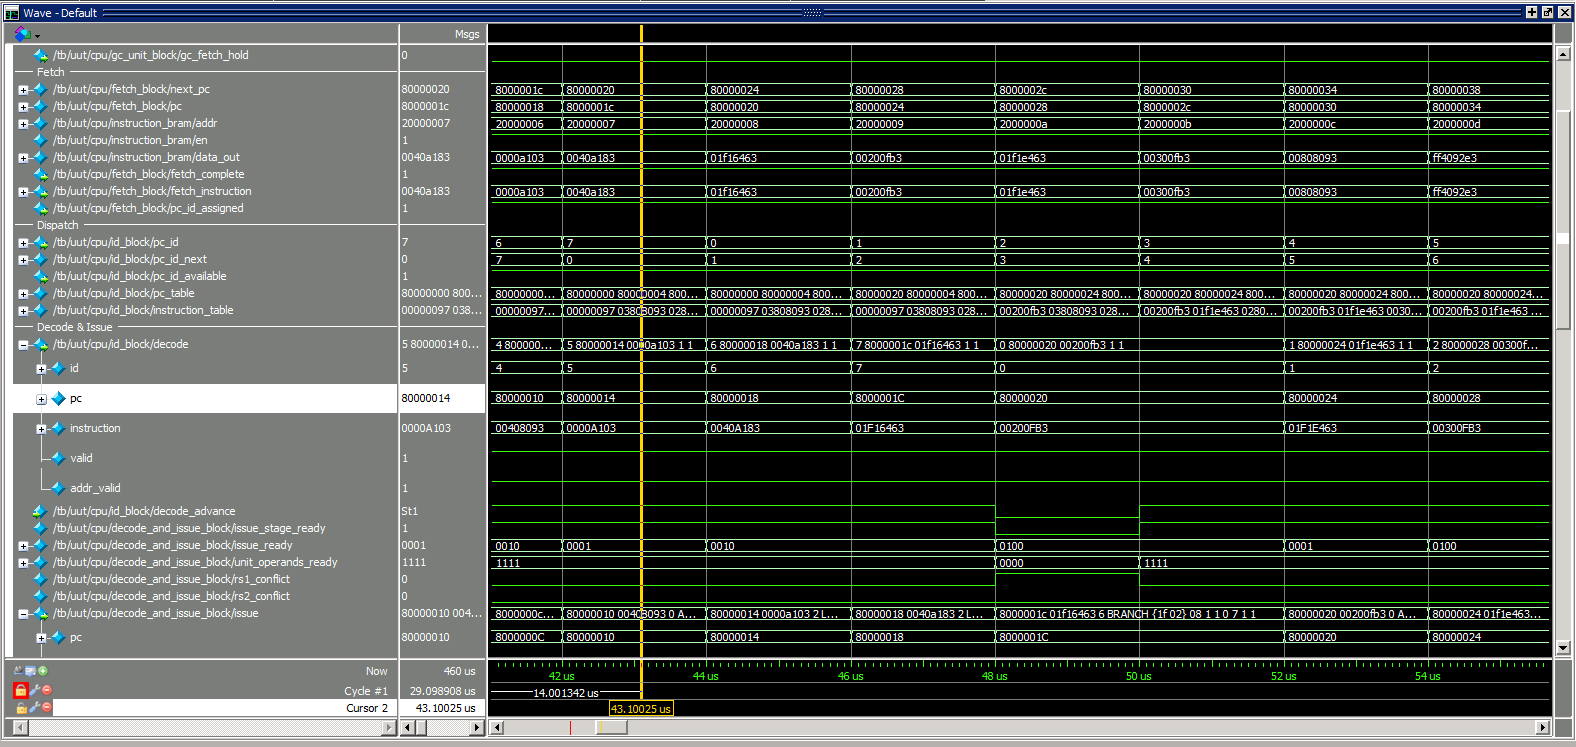 Wave - Default
Msgs
/tb/uut/cpu/gc_unit_block/gc_fetch_hold 0
Fetch
/tb/uut/cpu/fetch_block/next_pc 80000020 8000001c 80000020 80000024 80000028 8000002c 80000030 80000034 80000038
/tb/uut/cpu/fetch_block/pc 8000001c 80000018 8000001c 80000020 80000024 80000028 8000002c 80000030 80000034
/tb/uut/cpu/instruction_bram/addr 20000007 20000006 20000007 20000008 20000009 2000000a 2000000b 2000000c 2000000d
/tb/uut/cpu/instruction_bram/en 1
/tb/uut/cpu/instruction_bram/data_out 0040a183 0000a103 0040a183 01f16463 00200fb3 01f1e463 00300fb3 00808093 ff4092e3
/tb/uut/cpu/fetch_block/fetch_complete 1
/tb/uut/cpu/fetch_block/fetch_instruction 0040a183 0000a103 0040a183 01f16463 00200fb3 01f1e463 00300fb3 00808093 ff4092e3
/tb/uut/cpu/fetch_block/pc_id_assigned 1
Dispatch
/tb/uut/cpu/id_block/pc_id 7 6 7 0 1 2 3 4 5
/tb/uut/cpu/id_block/pc_id_next 0 7 0 1 2 3 4 5 6
/tb/uut/cpu/id_block/pc_id_available 1
/tb/uut/cpu/id_block/pc_table 80000000 800... 80000000... 80000000 80000004 800... 80000000 80000004 800... 80000020 80000004 800... 80000020 80000024 800... 80000020 80000024 800... 80000020 80000024 800... 80000020 80000024...
/tb/uut/cpu/id_block/instruction_table 00000097 038... 00000097... 00000097 03808093 028... 00000097 03808093 028... 00000097 03808093 028... 00200fb3 03808093 028... 00200fb3 01f1e463 0280... 00200fb3 01f1e463 0030... 00200fb3 01f1e463...
Decode & Issue
/tb/uut/cpu/id_block/decode 5 80000014 0... 4 800000... 5 80000014 0000a103 1 1 6 80000018 0040a183 1 1 7 8000001c 01f16463 1 1 0 80000020 00200fb3 1 1 1 80000024 01f1e463 1 1 2 80000028 00300f...
id 5 4 5 6 7 0 1 2
pc 80000014 80000010 80000014 80000018 8000001C 80000020 80000024 80000028
instruction 0000A103 00408093 0000A103 0040A183 01F16463 00200FB3 01F1E463 00300FB3
valid 1
addr_valid 1
/tb/uut/cpu/id_block/decode_advance St1
/tb/uut/cpu/decode_and_issue_block/issue_stage_ready 1
/tb/uut/cpu/decode_and_issue_block/issue_ready 0001 0010 0001 0010 0100 0001 0100
/tb/uut/cpu/decode_and_issue_block/unit_operands_ready 1111 1111 0000 1111
/tb/uut/cpu/decode_and_issue_block/rs1_conflict 0
/tb/uut/cpu/decode_and_issue_block/rs2_conflict 0
/tb/uut/cpu/decode_and_issue_block/issue 80000010 004... 8000000c... 80000010 00408093 0 A... 80000014 0000a103 2 L... 80000018 0040a183 2 L... 8000001c 01f16463 6 BRANCH {1f 02} 08 1 1 0 7 1 1 80000020 00200fb3 0 A... 80000024 01f1e463...
pc 80000010 8000000C 80000010 80000014 80000018 8000001C 80000020 80000024
Now 460 us 42 us 44 us 46 us 48 us 50 us 52 us 54 us
Cycle #1 29.098908 us 14.001342 us
Cursor 2 43.10025 us 43.10025 us